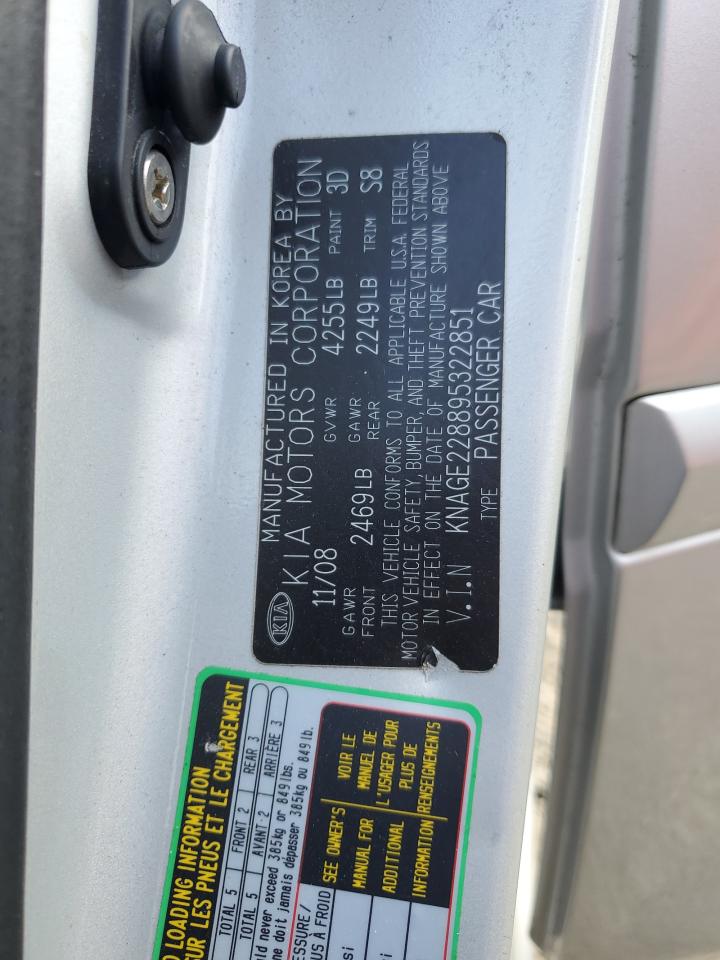 MANUFACTURED IN KOREA BY
KIA KIA MOTORS CORPORATION
11/08 GVWR 4255LB PAINT 3D
GAWR FRONT 2469LB GAWR REAR 2249LB TRIM S8
THIS VEHICLE CONFORMS TO ALL APPLICABLE U.S.A. FEDERAL
MOTOR VEHICLE SAFETY, BUMPER, AND THEFT PREVENTION STANDARDS
IN EFFECT ON THE DATE OF MANUFACTURE SHOWN ABOVE
V.I.N KNAGE228895322851
TYPE PASSENGER CAR
LOADING INFORMATION
SUR LES PNEUS ET LE CHARGEMENT
TOTAL 5 FRONT 2 REAR 3
TOTAL 5 AVANT 2 ARRIÈRE 3
never exceed 385kg or 849 lbs.
ne doit jamais dépasser 385kg ou 849 lb.
SEE OWNER'S
MANUAL FOR
ADDITIONAL
INFORMATION
VOIR LE
MANUEL DE
L'USAGER POUR
PLUS DE
RENSEIGNEMENTS
À FROID